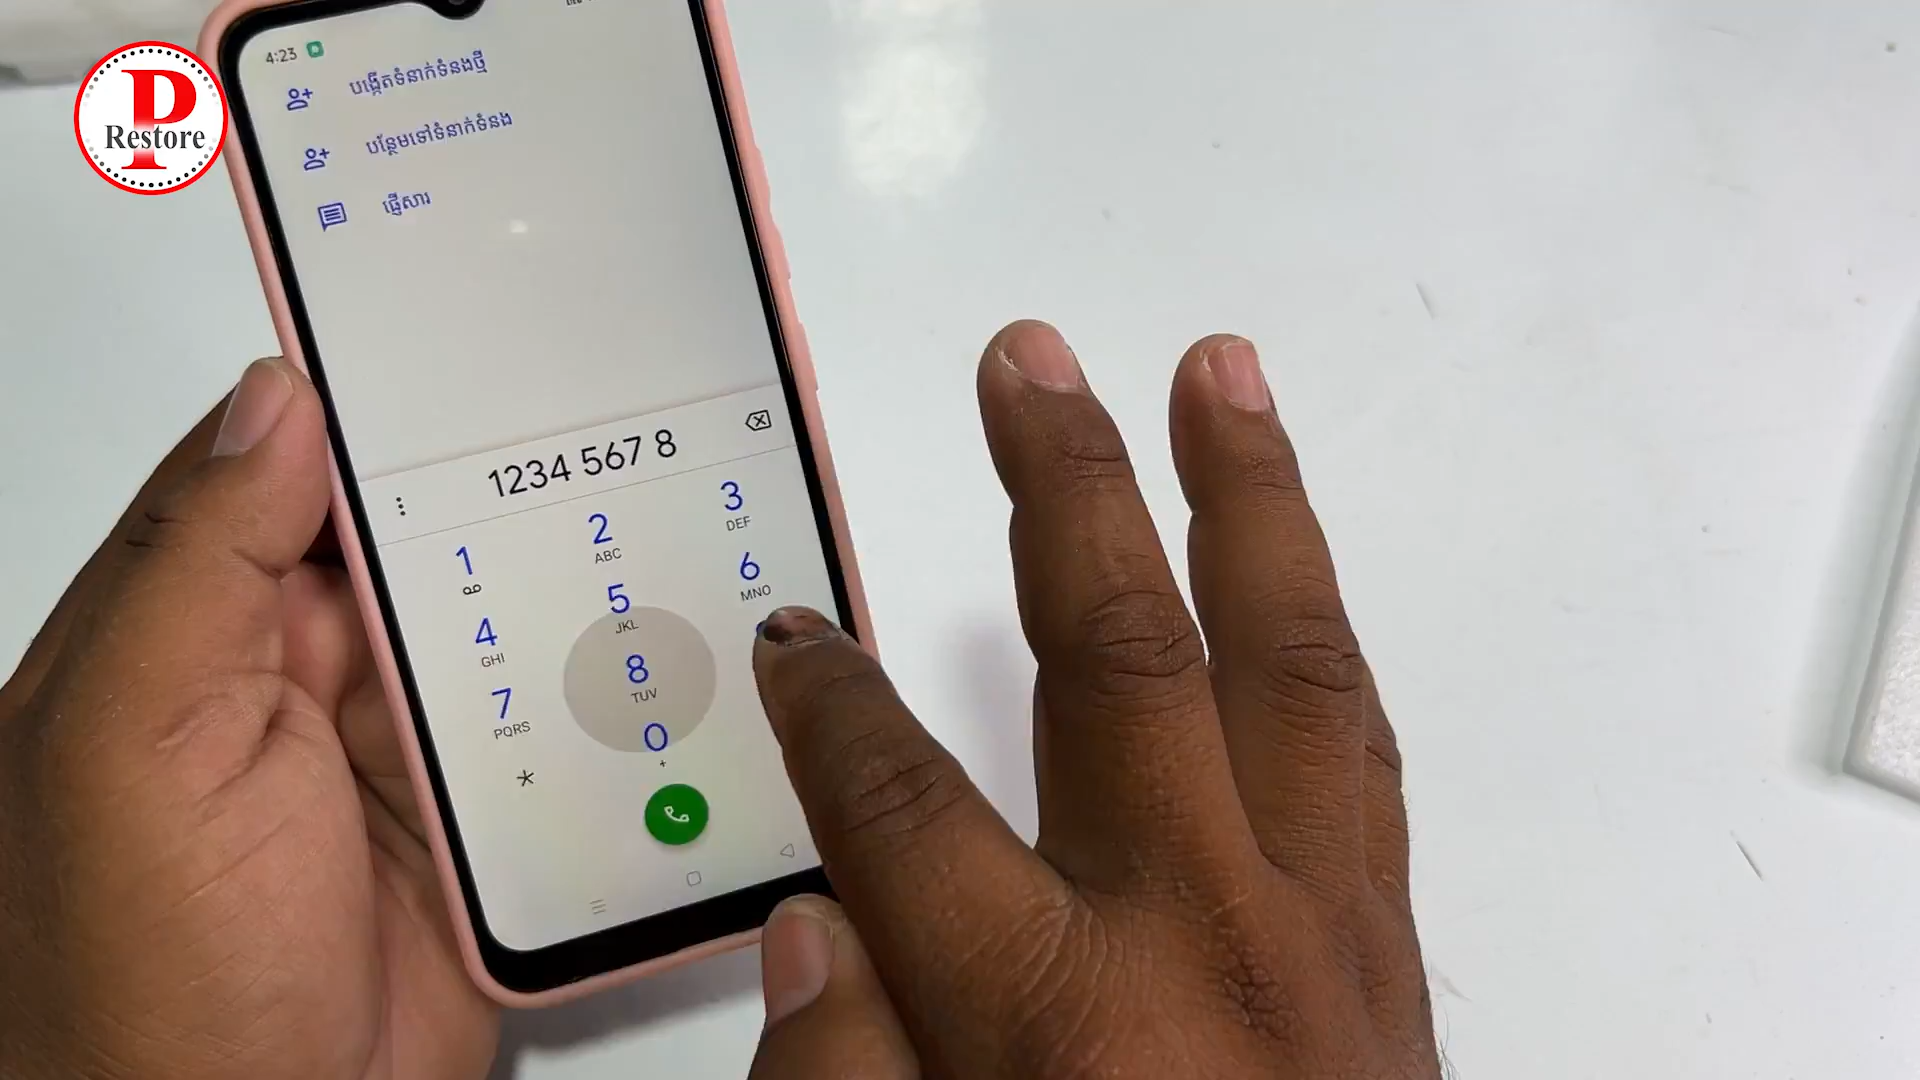 P
Restore
4:23
បង្កើតទំនាក់ទំនងថ្មី
បន្ថែមទៅទំនាក់ទំនង
ផ្ញើសារ
1234 567 8
1
2
ABC
3
DEF
4
GHI
5
JKL
6
MNO
7
PQRS
8
TUV
*
0
+